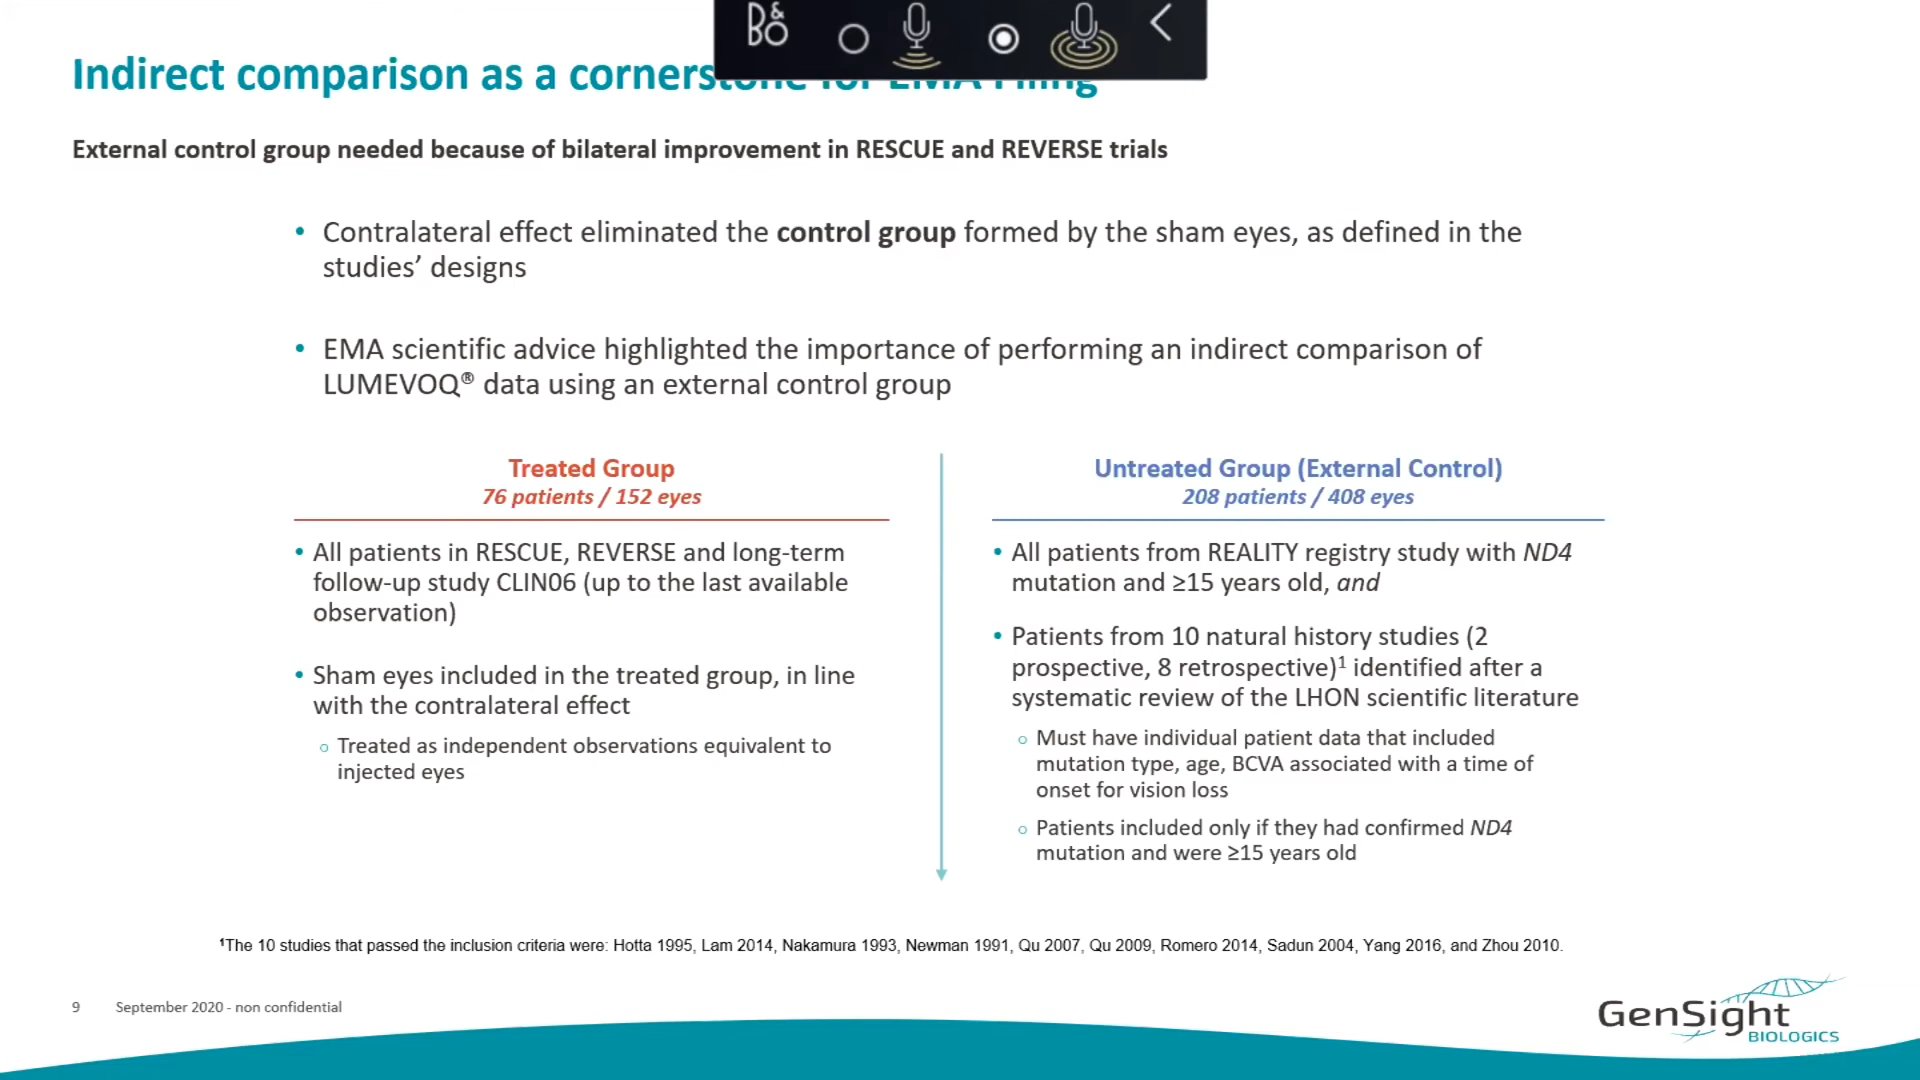 B&O
Indirect comparison as a cornerstone for EMA Filing
External control group needed because of bilateral improvement in RESCUE and REVERSE trials
• Contralateral effect eliminated the control group formed by the sham eyes, as defined in the
studies’ designs
• EMA scientific advice highlighted the importance of performing an indirect comparison of
LUMEVOQ® data using an external control group
Treated Group
76 patients / 152 eyes
• All patients in RESCUE, REVERSE and long-term
follow-up study CLIN06 (up to the last available
observation)
• Sham eyes included in the treated group, in line
with the contralateral effect
○ Treated as independent observations equivalent to
injected eyes
Untreated Group (External Control)
208 patients / 408 eyes
• All patients from REALITY registry study with ND4
mutation and ≥15 years old, and
• Patients from 10 natural history studies (2
prospective, 8 retrospective)¹ identified after a
systematic review of the LHON scientific literature
○ Must have individual patient data that included
mutation type, age, BCVA associated with a time of
onset for vision loss
○ Patients included only if they had confirmed ND4
mutation and were ≥15 years old
¹The 10 studies that passed the inclusion criteria were: Hotta 1995, Lam 2014, Nakamura 1993, Newman 1991, Qu 2007, Qu 2009, Romero 2014, Sadun 2004, Yang 2016, and Zhou 2010.
9 September 2020 - non confidential
GenSight
BIOLOGICS